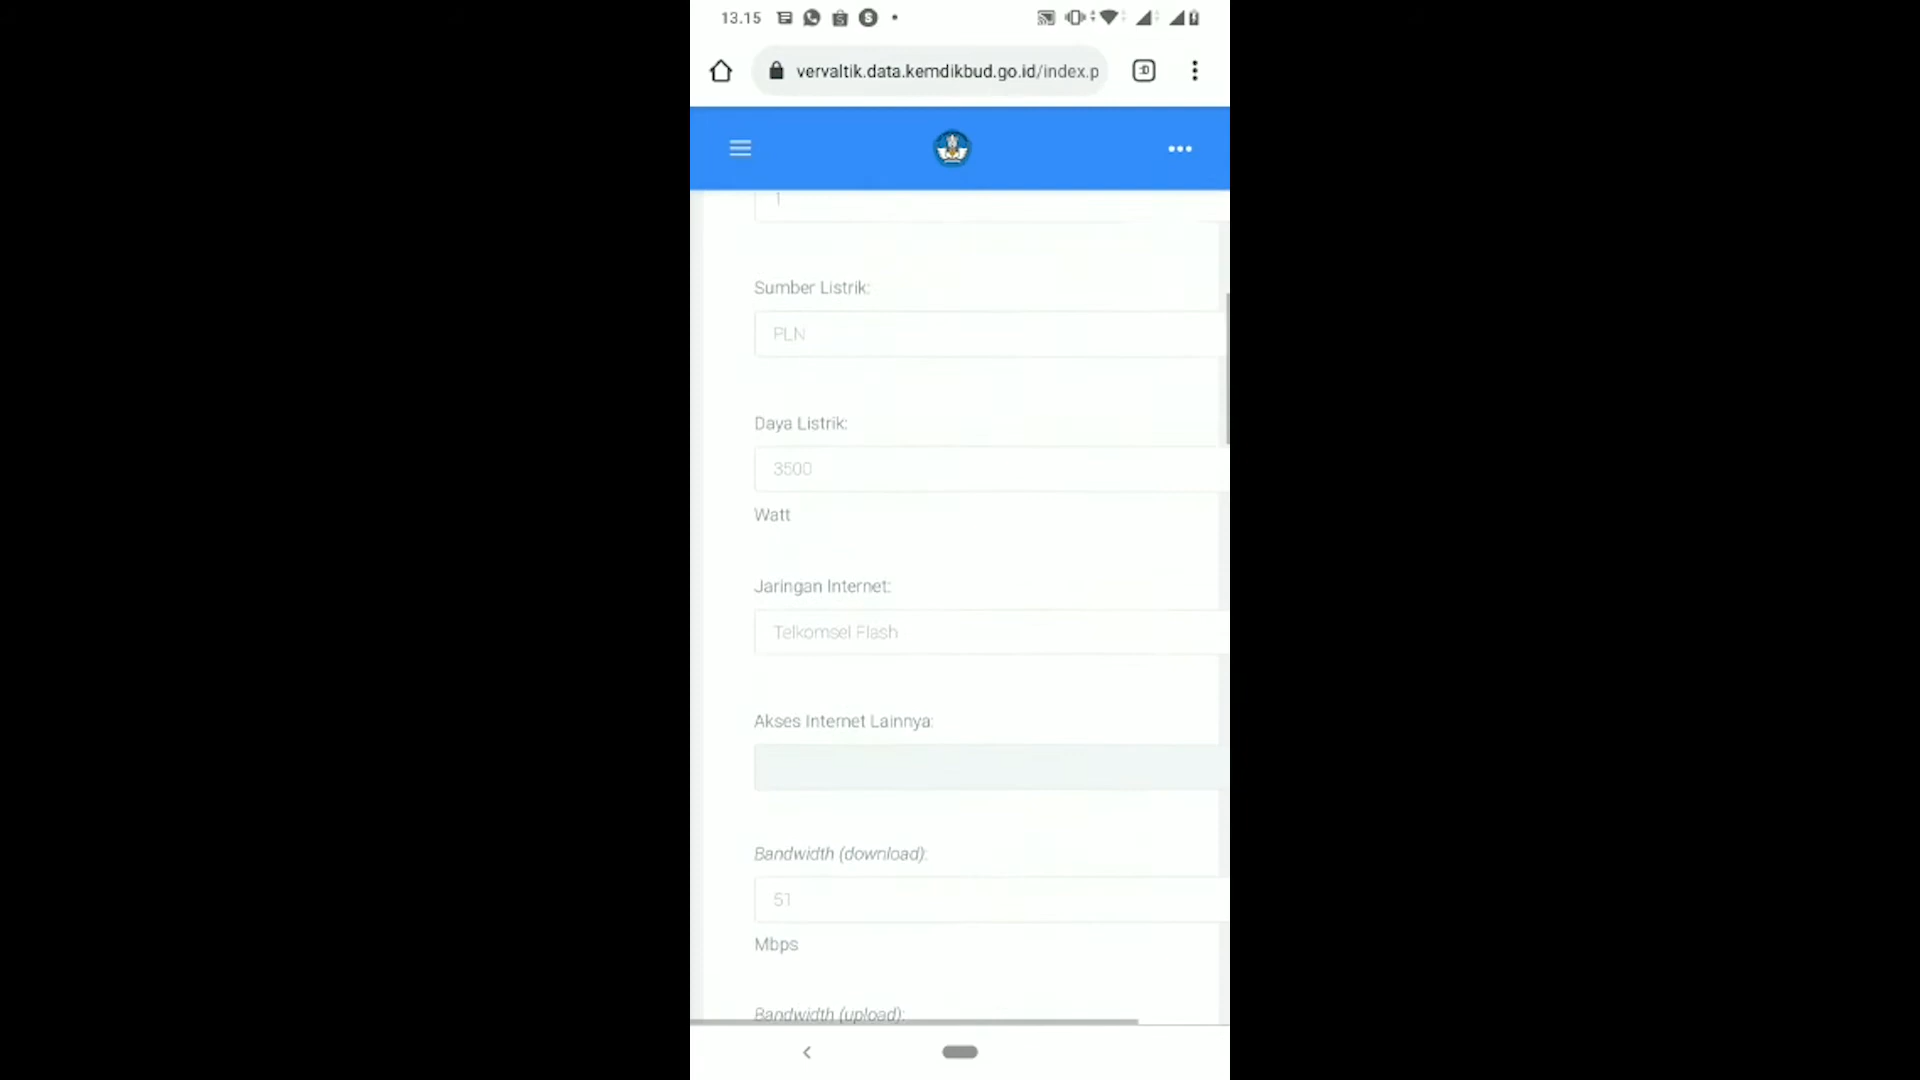 13.15
vervaltik.data.kemdikbud.go.id/index.p
:D
1
Sumber Listrik:
PLN
Daya Listrik:
3500
Watt
Jaringan Internet:
Telkomsel Flash
Akses Internet Lainnya:
Bandwidth (download):
51
Mbps
Bandwidth (upload):